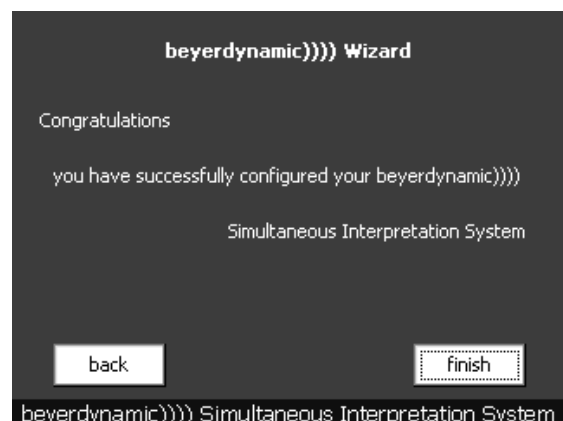 beyerdynamic)))) Wizard
Congratulations
you have successfully configured your beyerdynamic))))
Simultaneous Interpretation System
back
finish
beyerdynamic)))) Simultaneous Interpretation System